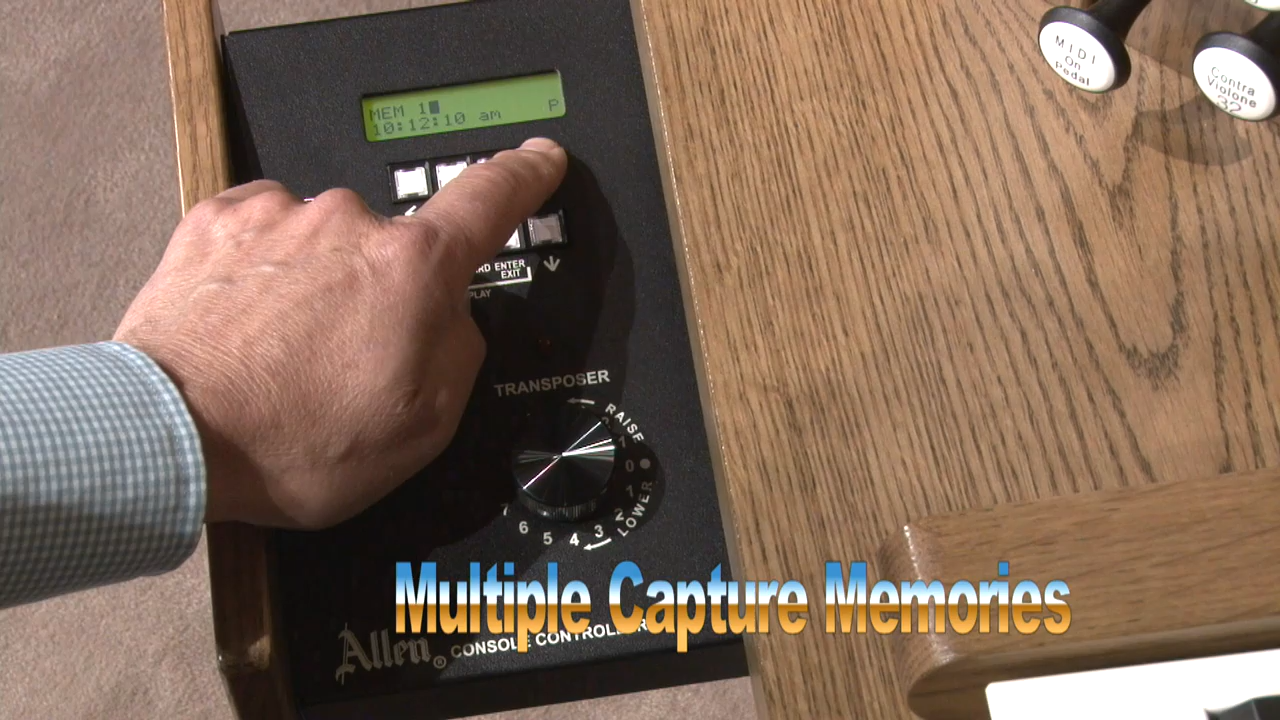 MEM 1 P
10:12:10 am
MIDI
On
Pedal
Contra
Violone
32
ENTER
EXIT
TRANSPOSER
RAISE
1
0
1
2
3
4
5
6
7
LOWER
Multiple Capture Memories
Allen® CONSOLE CONTROLLER